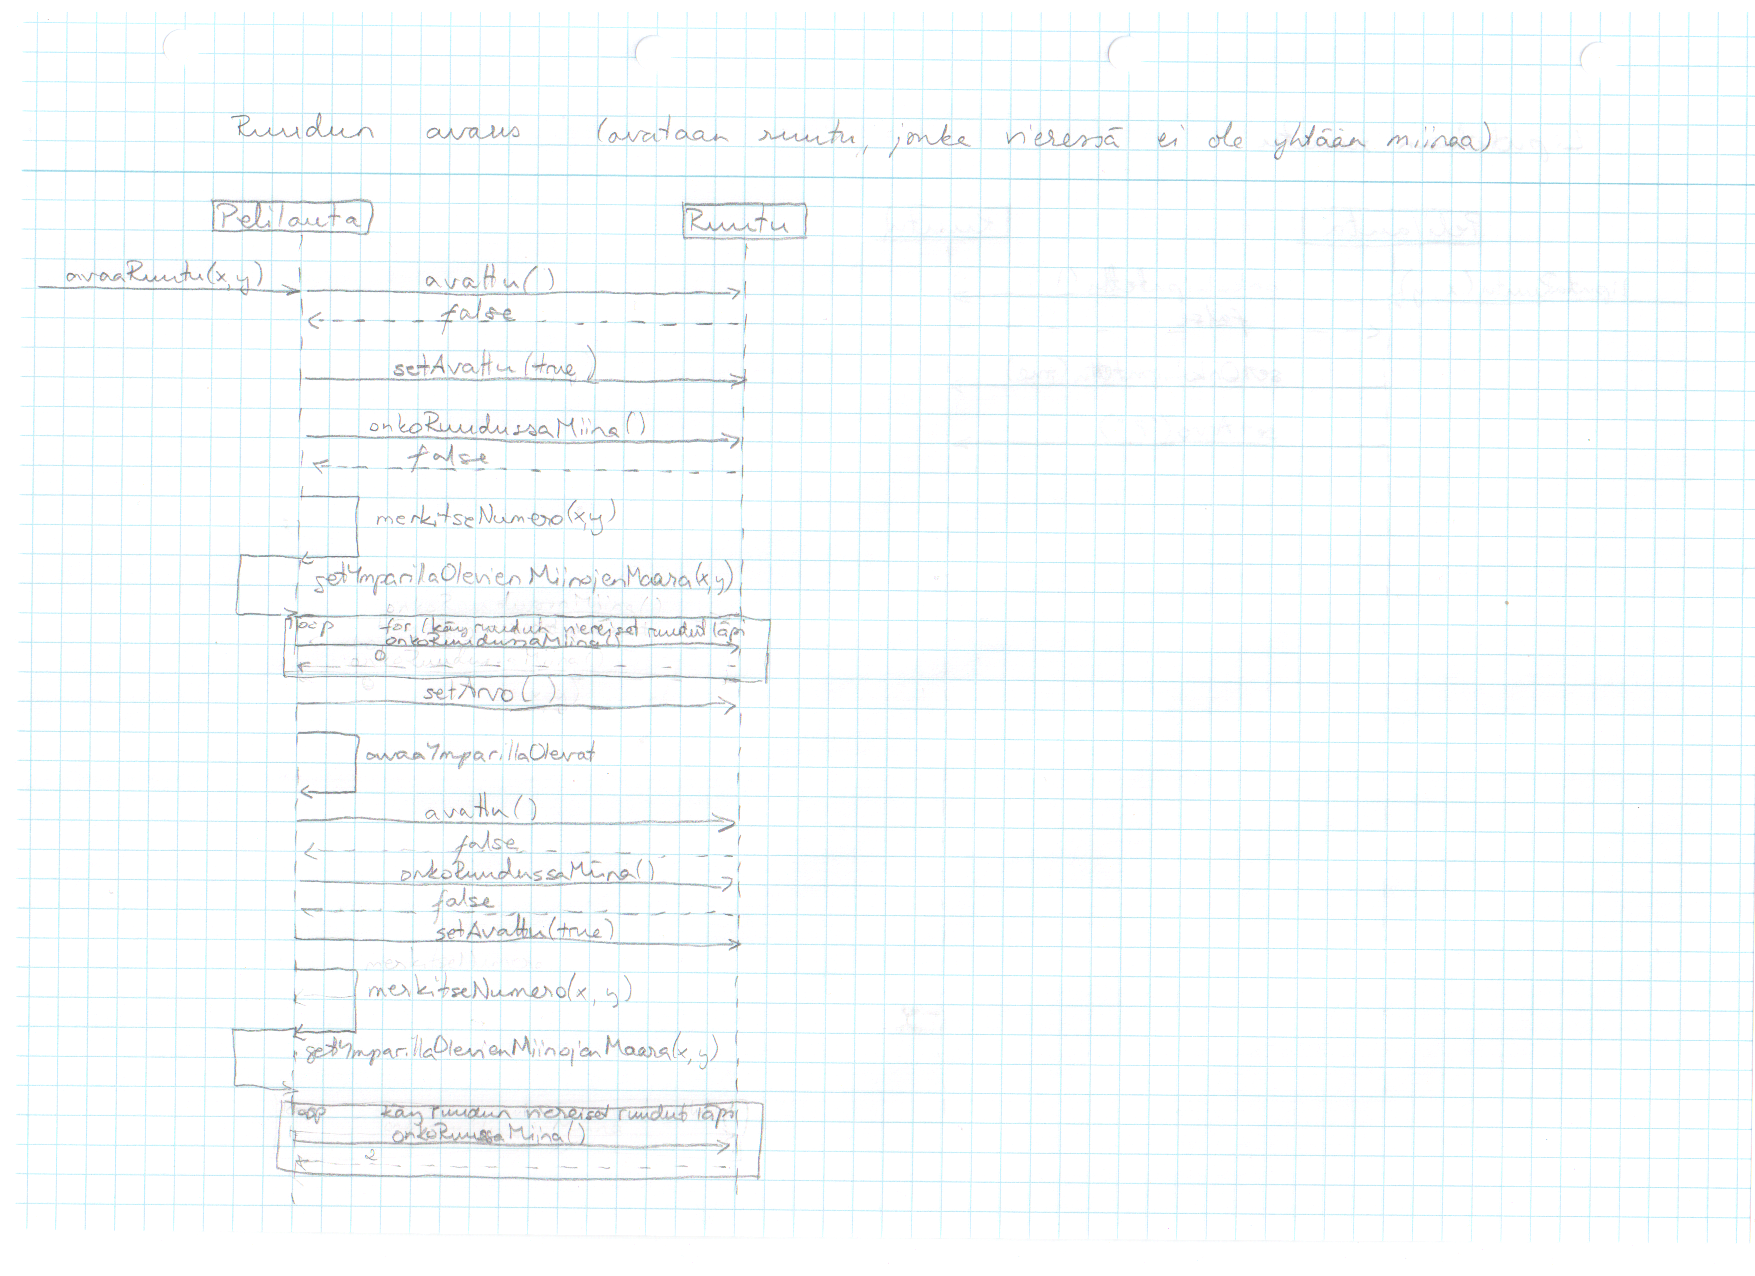 Ruudun avaus (avataan ruutu, jonka vieressä ei ole yhtään miinaa)
Pelilauta Ruutu
avaaRuutu(x,y) avattu()
false
setAvattu(true)
onkoRuudussaMiina()
false
merkitseNumero(x,y)
getYmparillaOlevienMiinojenMaara(x,y)
loop for (käy ruudun viereiset ruudut läpi
onkoRuudussaMiina()
0
setArvo()
avaaYmparillaOlevat
avattu()
false
onkoRuudussaMiina()
false
setAvattu(true)
merkitseNumero(x, y)
getYmparillaOlevienMiinojenMaara(x, y)
loop käy ruudun viereiset ruudut läpi
onkoRuussaMiina()
2